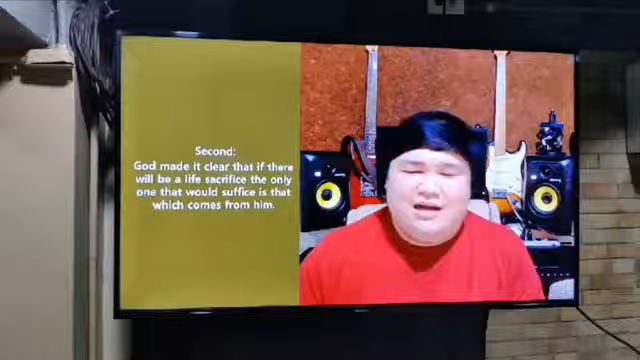 Second:
God made it clear that if there
will be a life sacrifice the only
one that would suffice is that
which comes from him.